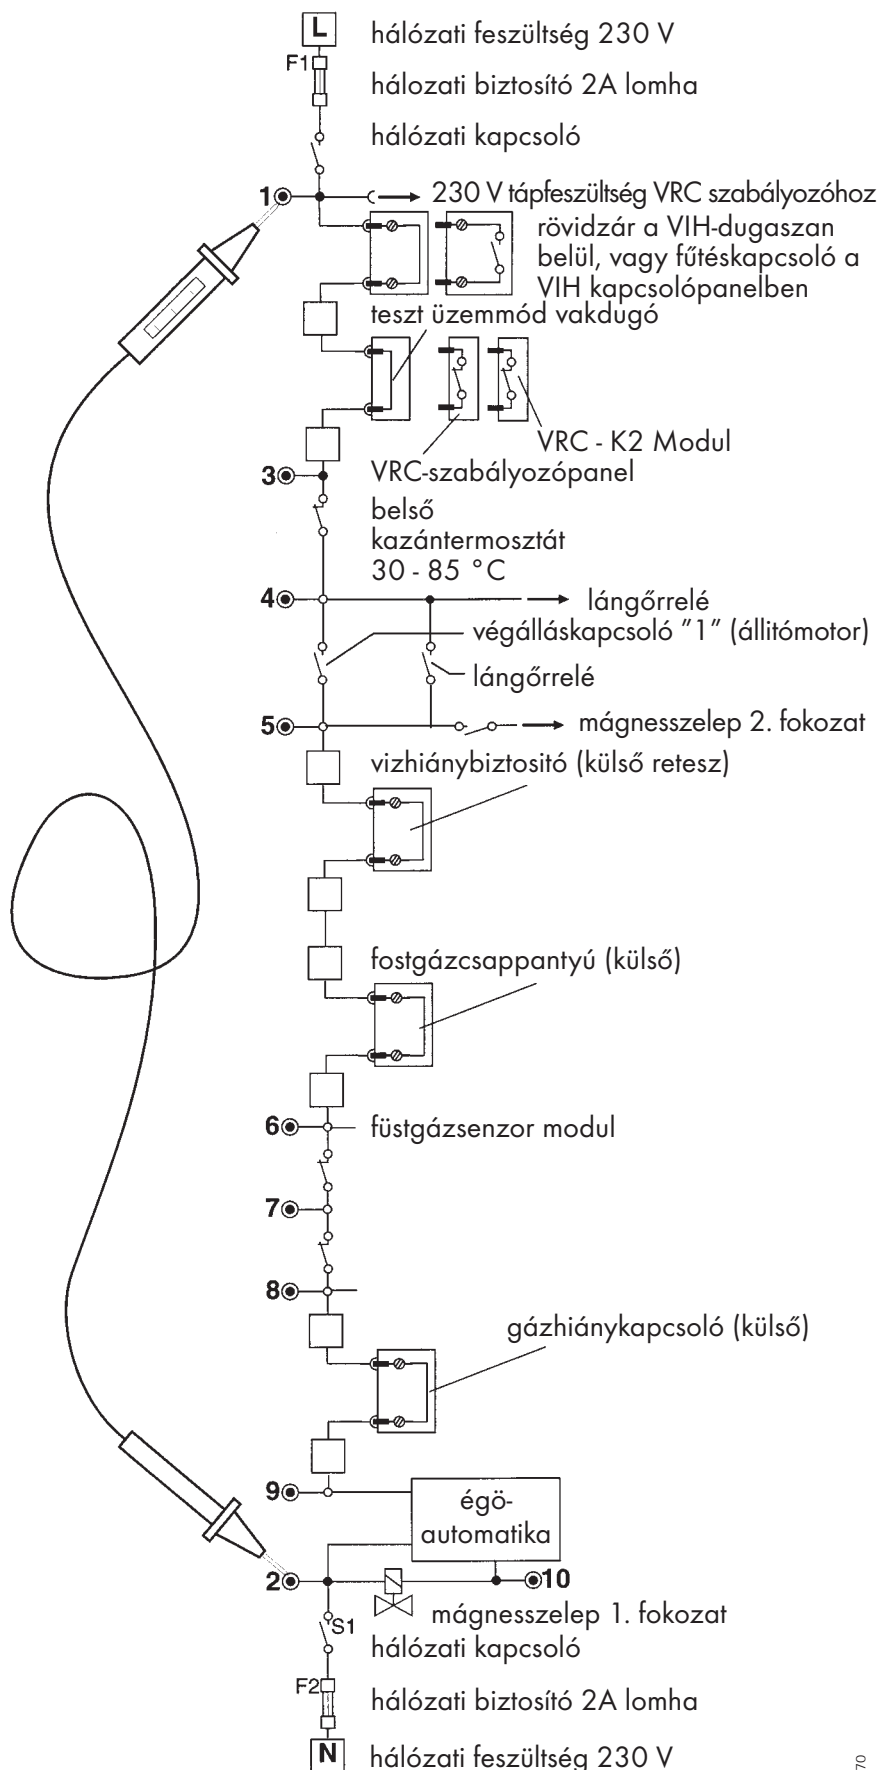 L
hálózati feszültség 230 V
F1
hálozati biztosító 2A lomha
hálózati kapcsoló
1
230 V tápfeszültség VRC szabályozóhoz
rövidzár a VIH-dugaszan
belül, vagy fűtéskapcsoló a
VIH kapcsolópanelben
teszt üzemmód vakdugó
VRC - K2 Modul
3
VRC-szabályozópanel
belső
kazántermosztát
30 - 85 °C
4
lángőrrelé
végálláskapcsoló "1" (állitómotor)
lángőrrelé
5
mágnesszelep 2. fokozat
vizhiánybiztositó (külső retesz)
fostgázcsappantyú (külső)
6
füstgázsenzor modul
7
8
gázhiánykapcsoló (külső)
9
égö-
automatika
2
10
mágnesszelep 1. fokozat
S1
hálózati kapcsoló
F2
hálózati biztosító 2A lomha
N
hálózati feszültség 230 V
70